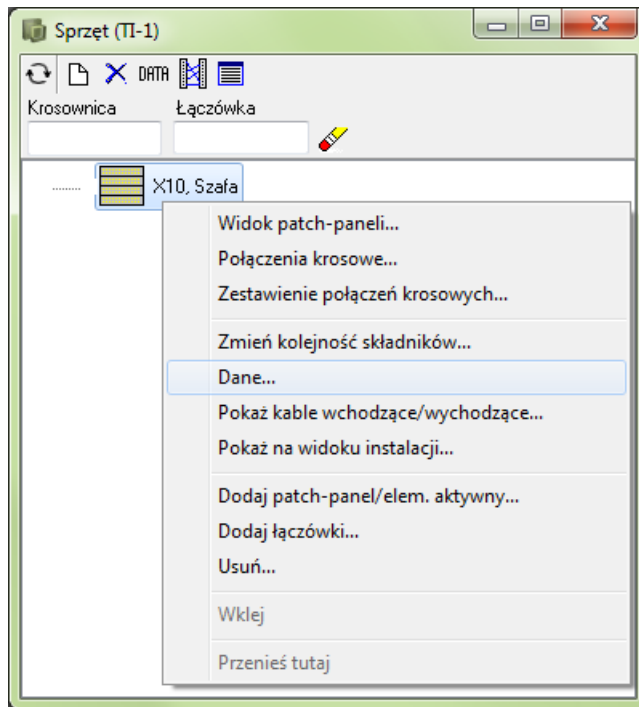 Sprzęt (TI-1)
DATA
Krosownica Łączówka
X10, Szafa
Widok patch-paneli...
Połączenia krosowe...
Zestawienie połączeń krosowych...
Zmień kolejność składników...
Dane...
Pokaż kable wchodzące/wychodzące...
Pokaż na widoku instalacji...
Dodaj patch-panel/elem. aktywny...
Dodaj łączówki...
Usuń...
Wklej
Przenieś tutaj